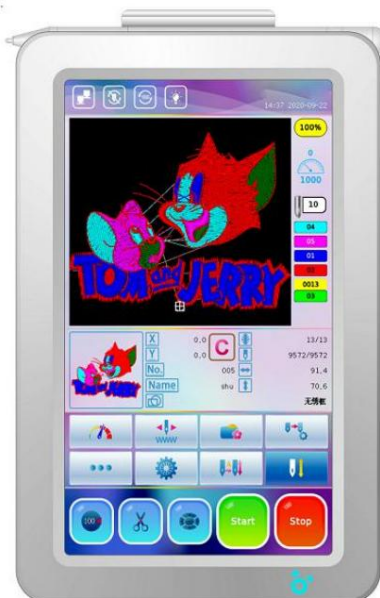 14:37 2020-09-22
100%
0
1000
10
04
05
01
02
0013
03
TOM and JERRY
X 0.0 C 13/13
Y 0.0 9572/9572
No. 005 91.4
Name shu 70.6
无绣框
100
Start Stop